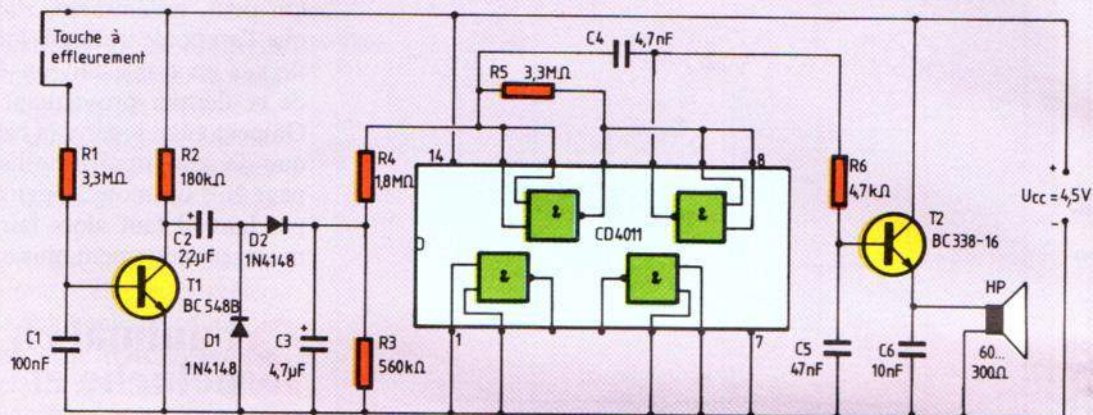 Touche à
effleurement
R1
3,3MΩ
R2
180kΩ
C2
2,2µF
+
D2
1N4148
T1
BC548B
C1
100nF
D1
1N4148
C3
+
4,7µF
R4
1,8MΩ
R3
560kΩ
C4
4,7nF
R5 3,3MΩ
14
8
&
&
CD4011
&
&
1
7
R6
4,7kΩ
T2
BC338-16
C5
47nF
C6
10nF
HP
60...
300Ω
+
Ucc = 4,5V
-